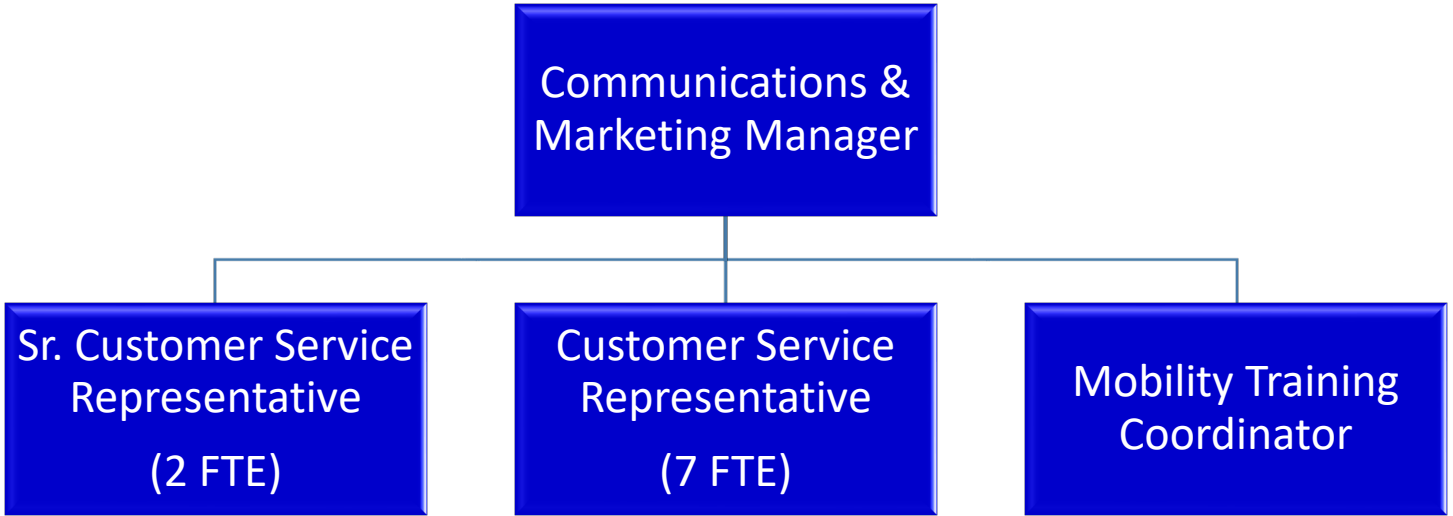 Communications &
Marketing Manager
Sr. Customer Service
Representative
(2 FTE)
Customer Service
Representative
(7 FTE)
Mobility Training
Coordinator